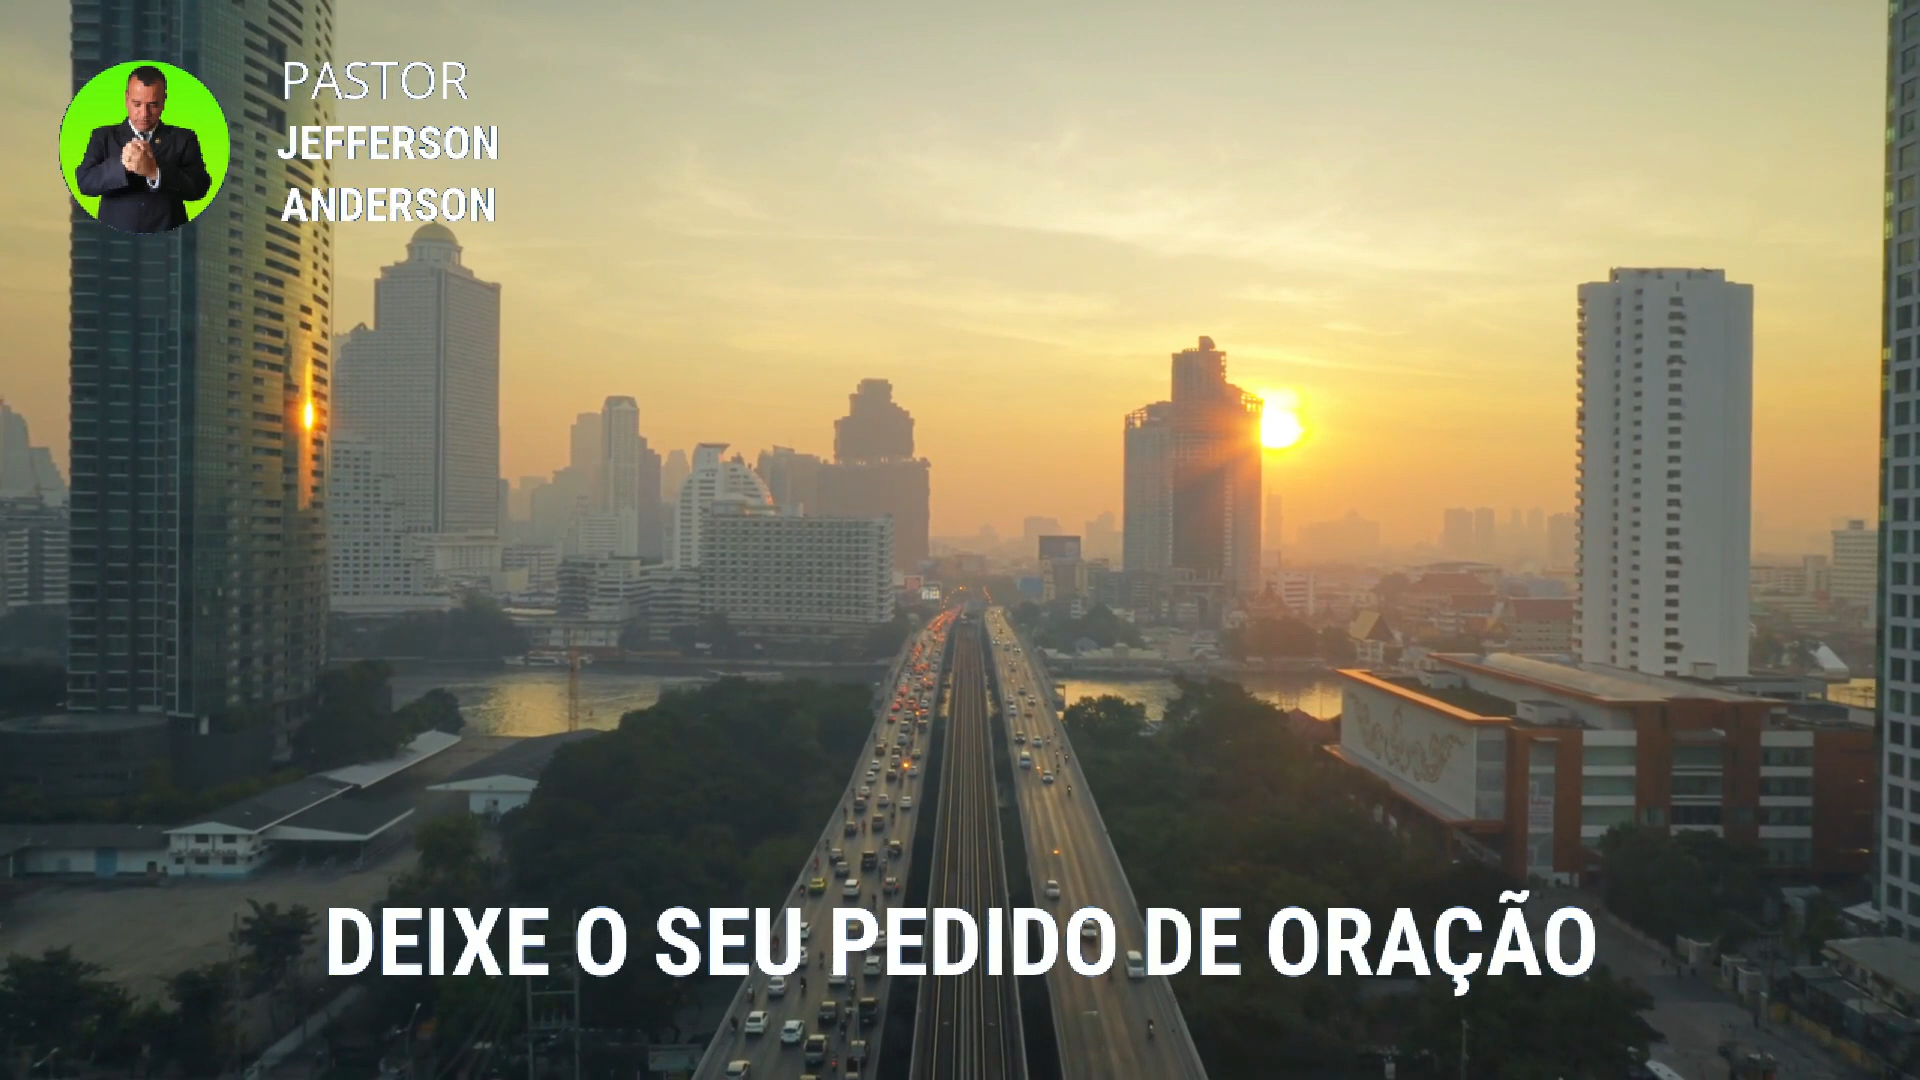 PASTOR
JEFFERSON
ANDERSON
DEIXE O SEU PEDIDO DE ORAÇÃO